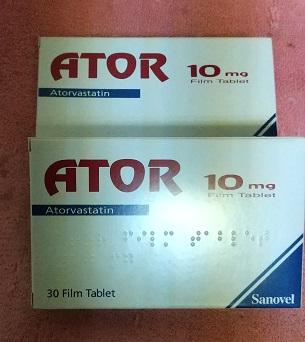 ATOR 10 mg
Film Tablet
Atorvastatin
ATOR 10 mg
Film Tablet
Atorvastatin
30 Film Tablet
Sanovel